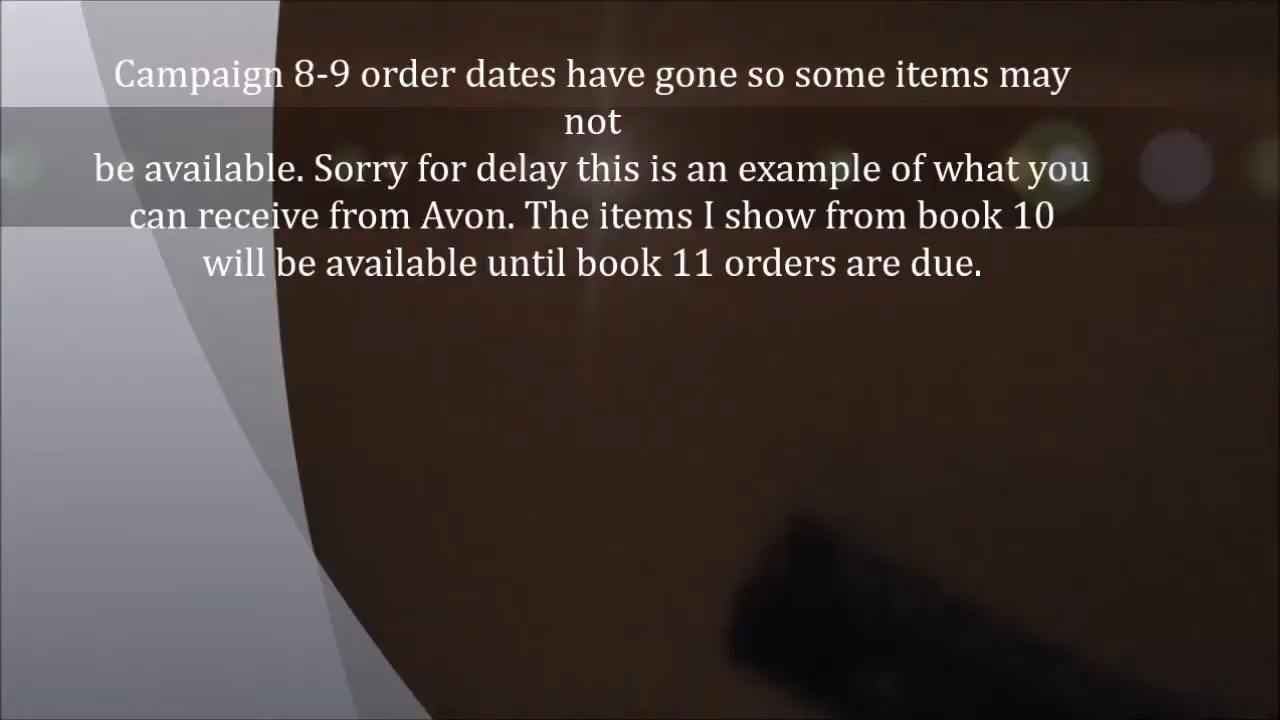 Campaign 8-9 order dates have gone so some items may
not
be available. Sorry for delay this is an example of what you
can receive from Avon. The items I show from book 10
will be available until book 11 orders are due.